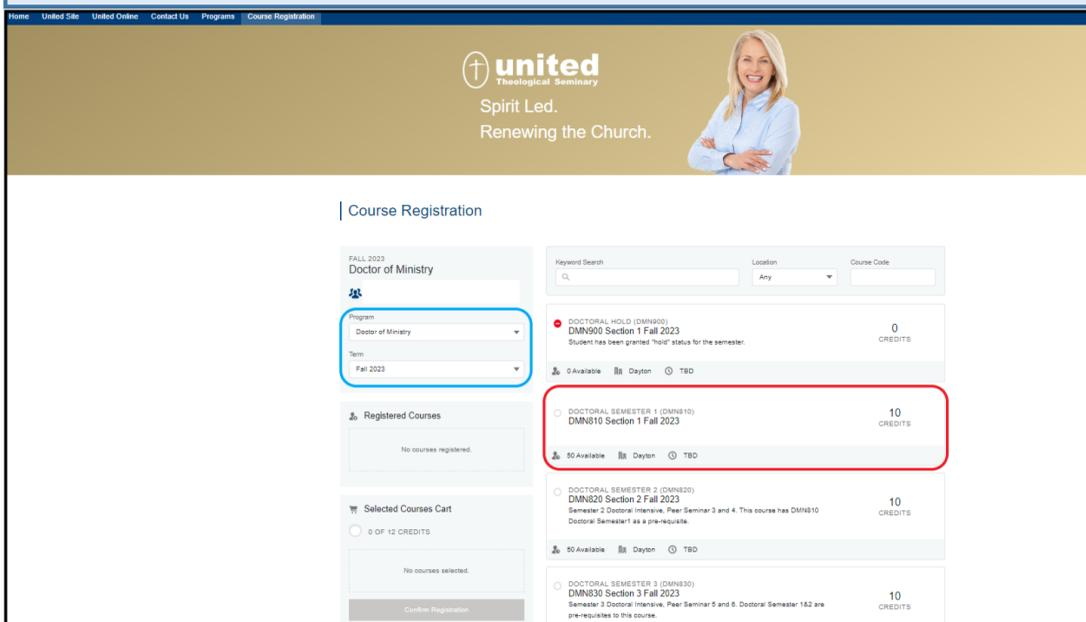 Home United Site United Online Contact Us Programs Course Registration
united
Theological Seminary
Spirit Led.
Renewing the Church.
Course Registration
FALL 2023
Doctor of Ministry
Program
Doctor of Ministry
Term
Fall 2023
Registered Courses
No courses registered.
Selected Courses Cart
0 OF 12 CREDITS
No courses selected.
Confirm Registration
Keyword Search Location Course Code
Any
DOCTORAL HOLD (DMN900)
DMN900 Section 1 Fall 2023
Student has been granted "hold" status for the semester.
0
CREDITS
0 Available Dayton TBD
DOCTORAL SEMESTER 1 (DMN810)
DMN810 Section 1 Fall 2023
10
CREDITS
50 Available Dayton TBD
DOCTORAL SEMESTER 2 (DMN820)
DMN820 Section 2 Fall 2023
Semester 2 Doctoral Intensive, Peer Seminar 3 and 4. This course has DMN810
Doctoral Semester1 as a pre-requisite.
10
CREDITS
50 Available Dayton TBD
DOCTORAL SEMESTER 3 (DMN830)
DMN830 Section 3 Fall 2023
Semester 3 Doctoral Intensive, Peer Seminar 5 and 6. Doctoral Semester 1&2 are
pre-requisites to this course.
10
CREDITS